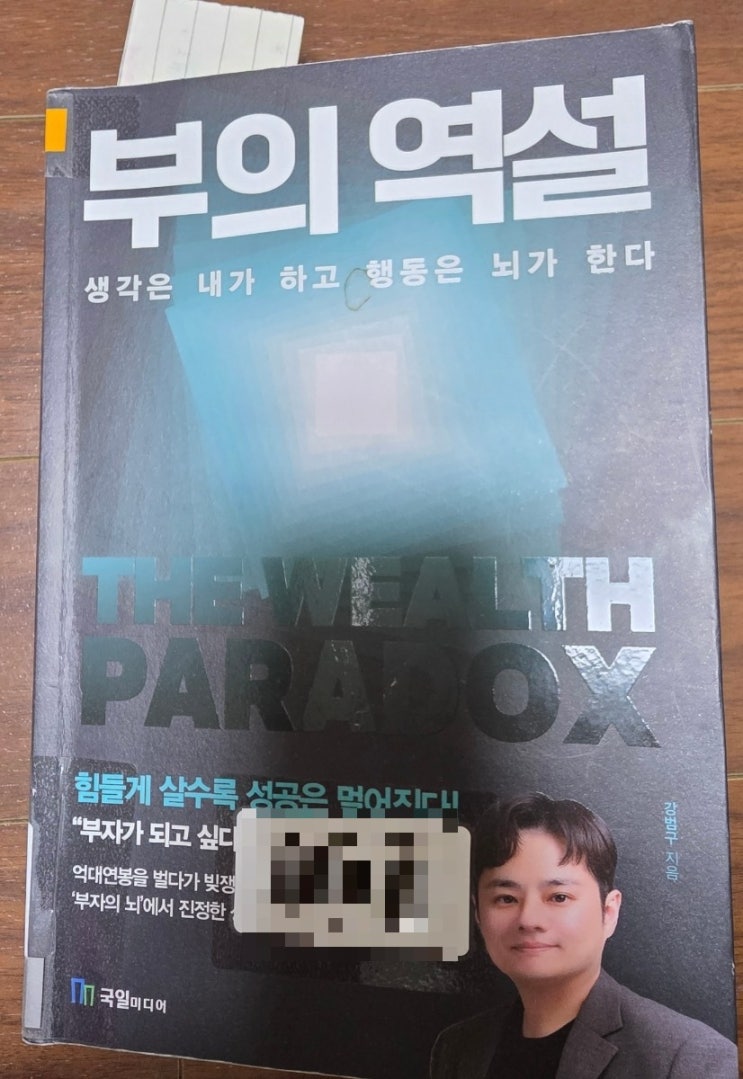 부의 역설
생각은 내가 하고 행동은 뇌가 한다
THE WEALTH
PARADOX
힘들게 살수록 성공은 멀어진다!
“부자가 되고 싶다
억대연봉을 벌다가 빚쟁
‘부자의 뇌’에서 진정한
강범구 지음
국일미디어